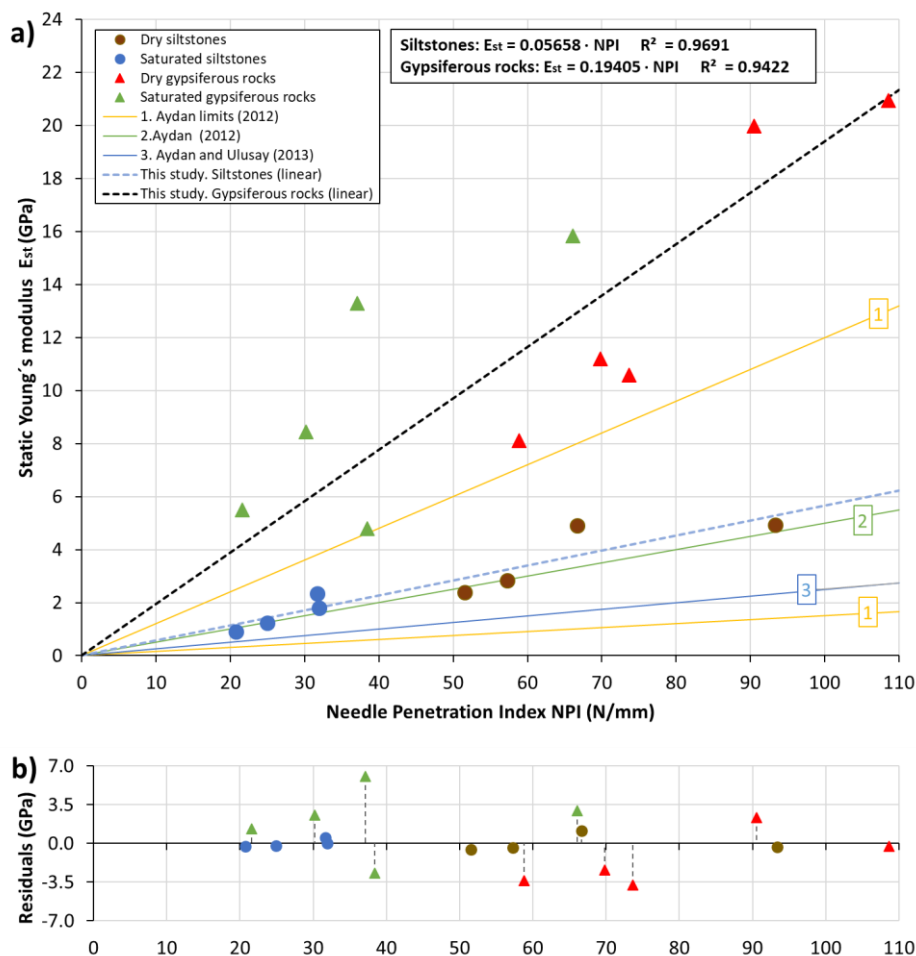 a)
24
22
20
18
16
14
12
10
8
6
4
2
0
Static Young´s modulus Est (GPa)
Dry siltstones
Saturated siltstones
Dry gypsiferous rocks
Saturated gypsiferous rocks
1. Aydan limits (2012)
2.Aydan (2012)
3. Aydan and Ulusay (2013)
This study. Siltstones (linear)
This study. Gypsiferous rocks (linear)
Siltstones: Est = 0.05658 · NPI R² = 0.9691
Gypsiferous rocks: Est = 0.19405 · NPI R² = 0.9422
1
2
3
1
0 10 20 30 40 50 60 70 80 90 100 110
Needle Penetration Index NPI (N/mm)
b)
7.0
3.5
0.0
-3.5
-7.0
Residuals (GPa)
0 10 20 30 40 50 60 70 80 90 100 110